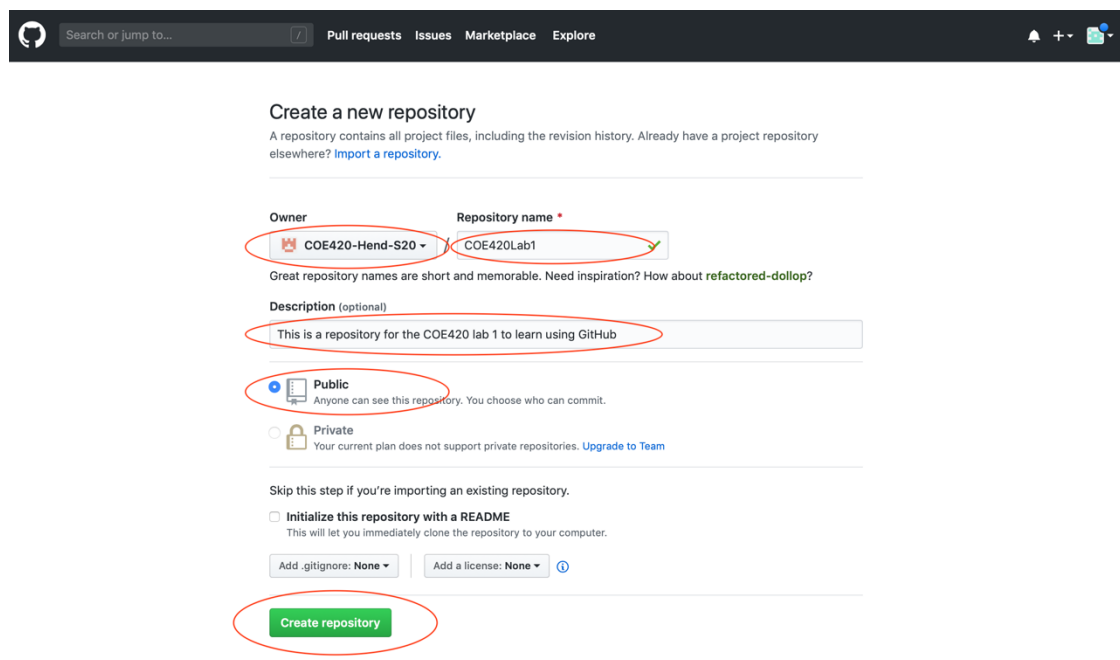 Search or jump to... / Pull requests Issues Marketplace Explore
Create a new repository
A repository contains all project files, including the revision history. Already have a project repository
elsewhere? Import a repository.
Owner Repository name *
COE420-Hend-S20 / COE420Lab1
Great repository names are short and memorable. Need inspiration? How about refactored-dollop?
Description (optional)
This is a repository for the COE420 lab 1 to learn using GitHub
Public
Anyone can see this repository. You choose who can commit.
Private
Your current plan does not support private repositories. Upgrade to Team
Skip this step if you're importing an existing repository.
Initialize this repository with a README
This will let you immediately clone the repository to your computer.
Add .gitignore: None Add a license: None
Create repository